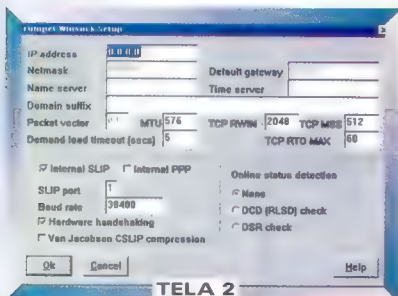 Trumpet Winsock Setup
IP address 0.0.0.0
Netmask Default gateway
Name server Time server
Domain suffix
Packet vector MTU 576 TCP RWIN 2048 TCP MSS 512
Demand load timeout (secs) 5 TCP RTO MAX 60
Internal SLIP Internal PPP Online status detection
SLIP port 1 None
Baud rate 38400 DCD (RLSD) check
Hardware handshaking DSR check
Van Jacobson CSLIP compression
Ok Cancel Help
TELA 2